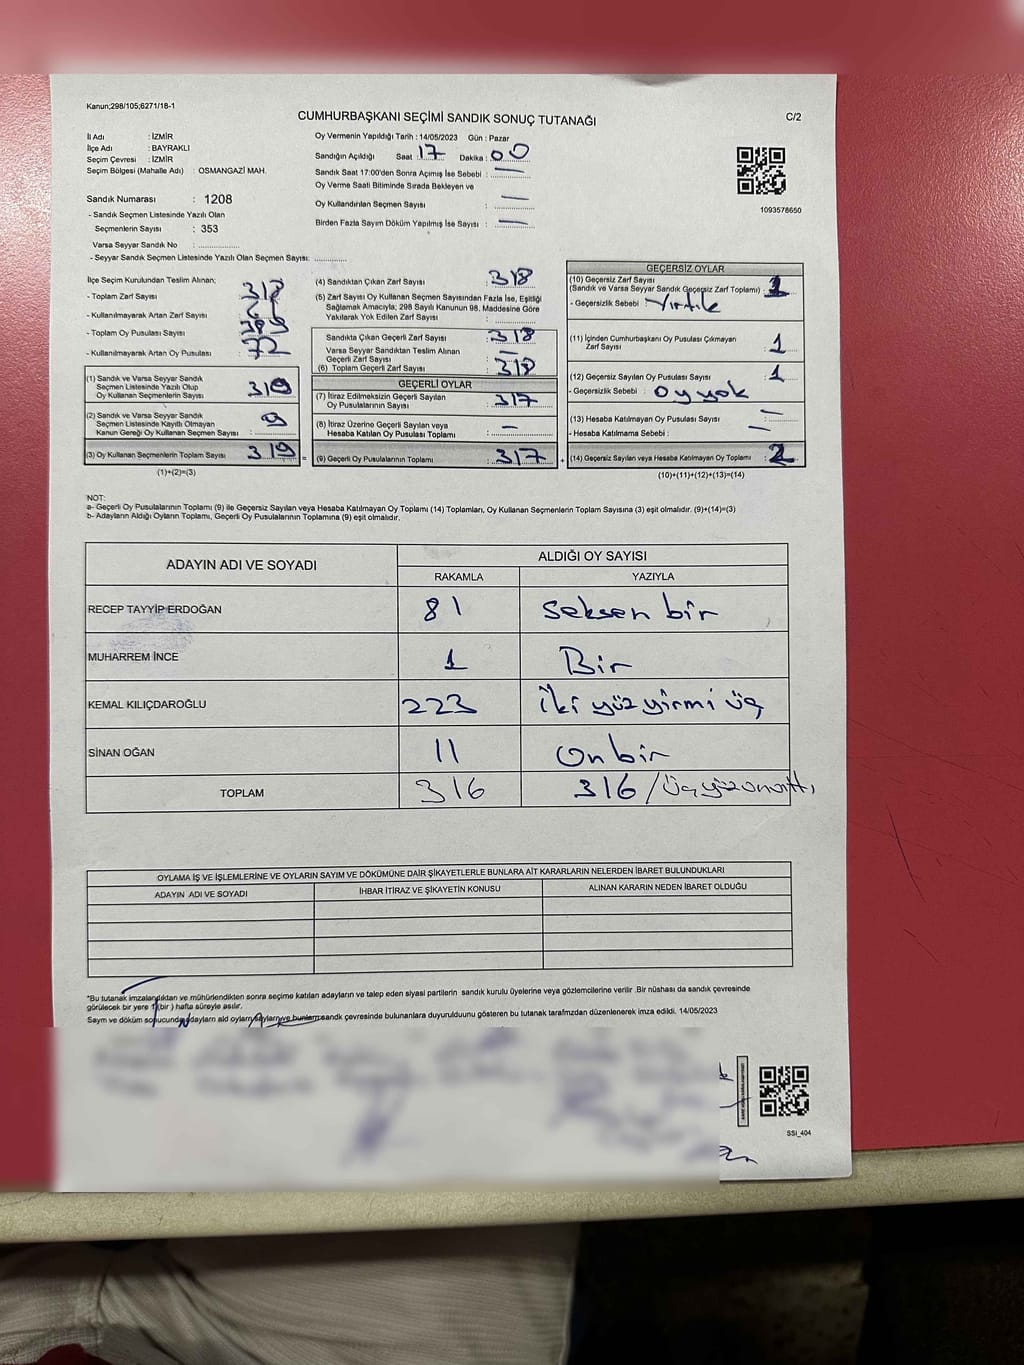 Kanun;298/105;6271/18-1
CUMHURBAŞKANI SEÇİMİ SANDIK SONUÇ TUTANAĞI
C/2
İl Adı : İZMİR
İlçe Adı : BAYRAKLI
Seçim Çevresi : İZMİR
Seçim Bölgesi (Mahalle Adı) : OSMANGAZİ MAH.
Sandık Numarası : 1208
- Sandık Seçmen Listesinde Yazılı Olan
Seçmenlerin Sayısı : 353
Varsa Seyyar Sandık No : ............
- Seyyar Sandık Seçmen Listesinde Yazılı Olan Seçmen Sayısı: ............
Oy Vermenin Yapıldığı Tarih : 14/05/2023 Gün : Pazar
Sandığın Açıldığı Saat : 17 Dakika : 00
Sandık Saat 17:00'den Sonra Açımış İse Sebebi : —
Oy Verme Saati Bitiminde Sırada Bekleyen ve
Oy Kullandırılan Seçmen Sayısı : —
Birden Fazla Sayım Döküm Yapılmış İse Sayısı : —
1093578650
İlçe Seçim Kurulundan Teslim Alınan;
- Toplam Zarf Sayısı
- Kullanılmayarak Artan Zarf Sayısı
- Toplam Oy Pusulası Sayısı
- Kullanılmayarak Artan Oy Pusulası : 72
(1) Sandık ve Varsa Seyyar Sandık
Seçmen Listesinde Yazılı Olup
Oy Kullanan Seçmenlerin Sayısı
(2) Sandık ve Varsa Seyyar Sandık
Seçmen Listesinde Kayıtlı Olmayan
Kanun Gereği Oy Kullanan Seçmen Sayısı :
(3) Oy Kullanan Seçmenlerin Toplam Sayısı : 319
(1)+(2)=(3)
(4) Sandıktan Çıkan Zarf Sayısı : 318
(5) Zarf Sayısı Oy Kullanan Seçmen Sayısından Fazla İse, Eşitliği
Sağlamak Amacıyla; 298 Sayılı Kanunun 98. Maddesine Göre
Yakılarak Yok Edilen Zarf Sayısı :
Sandıkta Çıkan Geçerli Zarf Sayısı : 318
Varsa Seyyar Sandıktan Teslim Alınan
Geçerli Zarf Sayısı : —
(6) Toplam Geçerli Zarf Sayısı : 318
GEÇERLİ OYLAR
(7) İtiraz Edilmeksizin Geçerli Sayılan
Oy Pusulalarının Sayısı : 317
(8) İtiraz Üzerine Geçerli Sayılan veya
Hesaba Katılan Oy Pusulası Toplamı : —
(9) Geçerli Oy Pusulalarının Toplamı : 317
GEÇERSİZ OYLAR
(10) Geçersiz Zarf Sayısı
(Sandık ve Varsa Seyyar Sandık Geçersiz Zarf Toplamı) : 1
- Geçersizlik Sebebi : Yırtık
(11) İçinden Cumhurbaşkanı Oy Pusulası Çıkmayan
Zarf Sayısı : 1
(12) Geçersiz Sayılan Oy Pusulası Sayısı : 1
- Geçersizlik Sebebi : Oy yok
(13) Hesaba Katılmayan Oy Pusulası Sayısı : —
- Hesaba Katılmama Sebebi : —
(14) Geçersiz Sayılan veya Hesaba Katılmayan Oy Toplamı : 2
(10)+(11)+(12)+(13)=(14)
NOT:
a- Geçerli Oy Pusulalarının Toplamı (9) ile Geçersiz Sayılan veya Hesaba Katılmayan Oy Toplamı (14) Toplamları, Oy Kullanan Seçmenlerin Toplam Sayısına (3) eşit olmalıdır. (9)+(14)=(3)
b- Adayların Aldığı Oyların Toplamı, Geçerli Oy Pusulalarının Toplamına (9) eşit olmalıdır.
ADAYIN ADI VE SOYADI
ALDIĞI OY SAYISI
RAKAMLA YAZIYLA
RECEP TAYYİP ERDOĞAN 81 Seksen bir
MUHARREM İNCE 1 Bir
KEMAL KILIÇDAROĞLU 223 iki yüz yirmi üç
SİNAN OĞAN 11 On bir
TOPLAM 316 316 / Üçyüzonaltı
OYLAMA İŞ VE İŞLEMLERİNE VE OYLARIN SAYIM VE DÖKÜMÜNE DAİR ŞİKAYETLERLE BUNLARA AİT KARARLARIN NELERDEN İBARET BULUNDUKLARI
ADAYIN ADI VE SOYADI İHBAR İTİRAZ VE ŞİKAYETİN KONUSU ALINAN KARARIN NEDEN İBARET OLDUĞU
*Bu tutanak imzalandıktan ve mühürlendikten sonra seçime katılan adayların ve talep eden siyasi partilerin sandık kurulu üyelerine veya gözlemcilerine verilir .Bir nüshası da sandık çevresinde
görülecek bir yere 1 (bir ) hafta süreyle asılır.
Sayım ve döküm sonucunda adayların aldı oyların sandk çevresinde bulunanlara duyurulduunu gösteren bu tutanak tarafmzdan düzenlenerek imza edildi. 14/05/2023
SSI_404